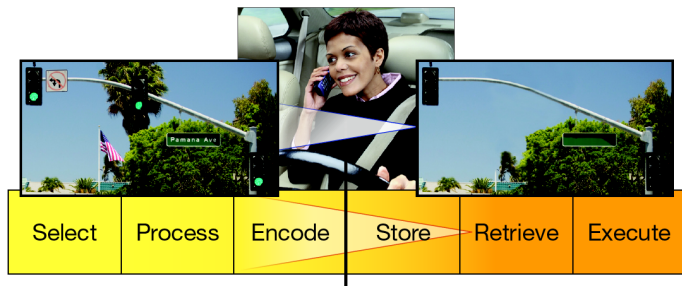 Pamana Ave
Select
Process
Encode
Store
Retrieve
Execute